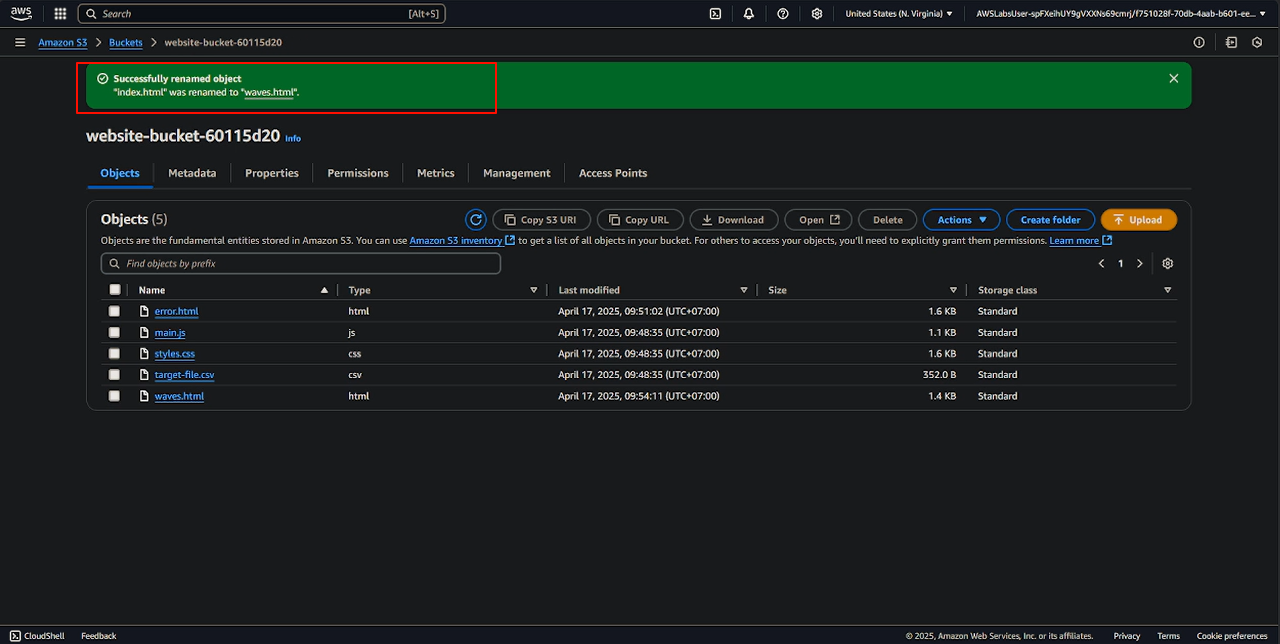 aws
Search [Alt+S]
United States (N. Virginia)
AWSLabsUser-spFXeihUY9gVXXNs69cmrj/f751028f-70db-4aab-b601-ee...
Amazon S3 > Buckets > website-bucket-60115d20
Successfully renamed object
"index.html" was renamed to "waves.html".
website-bucket-60115d20 Info
Objects Metadata Properties Permissions Metrics Management Access Points
Objects (5) Copy S3 URI Copy URL Download Open Delete Actions Create folder Upload
Objects are the fundamental entities stored in Amazon S3. You can use Amazon S3 inventory to get a list of all objects in your bucket. For others to access your objects, you'll need to explicitly grant them permissions. Learn more
Find objects by prefix
1
Name Type Last modified Size Storage class
error.html html April 17, 2025, 09:51:02 (UTC+07:00) 1.6 KB Standard
main.js js April 17, 2025, 09:48:35 (UTC+07:00) 1.1 KB Standard
styles.css css April 17, 2025, 09:48:35 (UTC+07:00) 1.6 KB Standard
target-file.csv csv April 17, 2025, 09:48:35 (UTC+07:00) 352.0 B Standard
waves.html html April 17, 2025, 09:54:11 (UTC+07:00) 1.4 KB Standard
CloudShell Feedback © 2025, Amazon Web Services, Inc. or its affiliates. Privacy Terms Cookie preferences